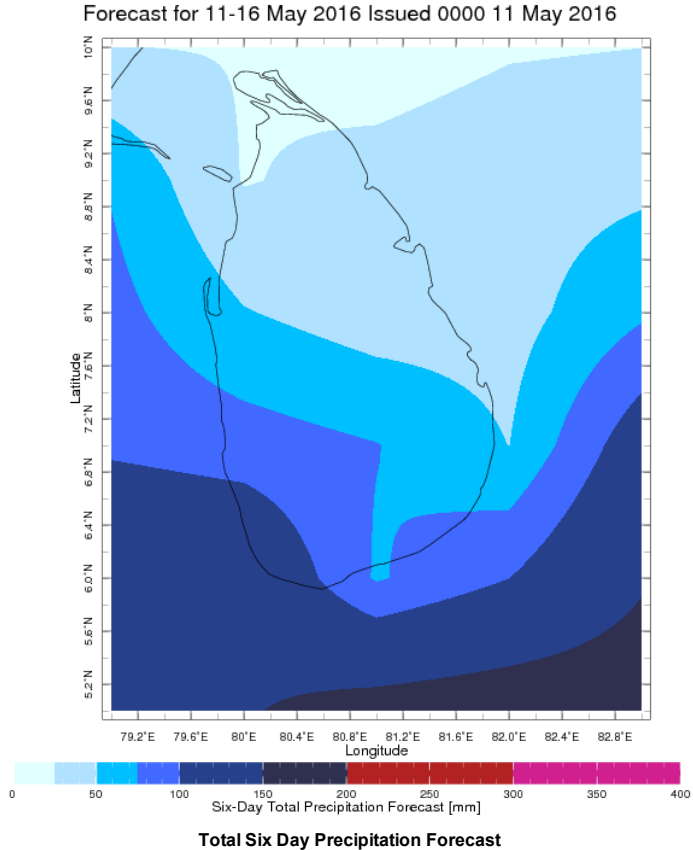 Forecast for 11-16 May 2016 Issued 0000 11 May 2016
10°N
9.6°N
9.2°N
8.8°N
8.4°N
8°N
7.6°N
7.2°N
6.8°N
6.4°N
6.0°N
5.6°N
5.2°N
Latitude
79.2°E 79.6°E 80°E 80.4°E 80.8°E 81.2°E 81.6°E 82.0°E 82.4°E 82.8°E
Longitude
0 50 100 150 200 250 300 350 400
Six-Day Total Precipitation Forecast [mm]
Total Six Day Precipitation Forecast